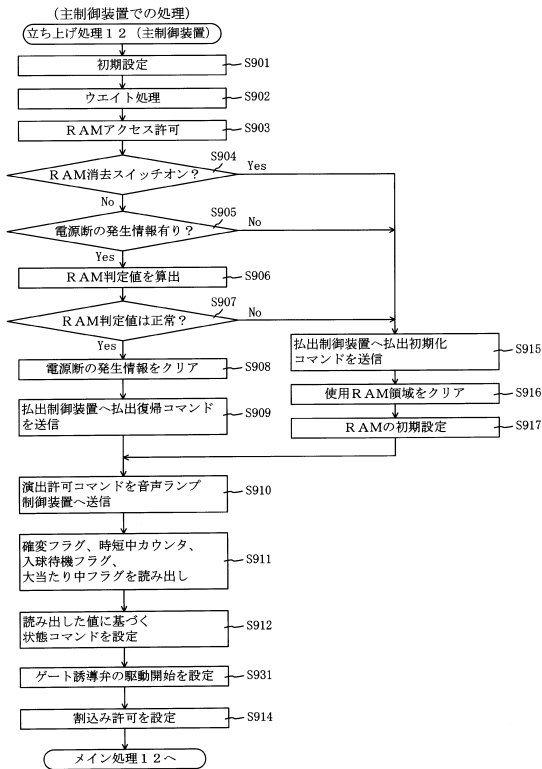 (主制御装置での処理)
立ち上げ処理12(主制御装置)
初期設定
S901
ウエイト処理
S902
RAMアクセス許可
S903
S904
RAM消去スイッチオン?
Yes
No
S905
電源断の発生情報有り?
No
Yes
RAM判定値を算出
S906
S907
RAM判定値は正常?
No
Yes
電源断の発生情報をクリア
S908
払出制御装置へ払出復帰コマンド
を送信
S909
払出制御装置へ払出初期化
コマンドを送信
S915
使用RAM領域をクリア
S916
RAMの初期設定
S917
演出許可コマンドを音声ランプ
制御装置へ送信
S910
確変フラグ、時短中カウンタ、
入球待機フラグ、
大当たり中フラグを読み出し
S911
読み出した値に基づく
状態コマンドを設定
S912
ゲート誘導弁の駆動開始を設定
S931
割込み許可を設定
S914
メイン処理12へ